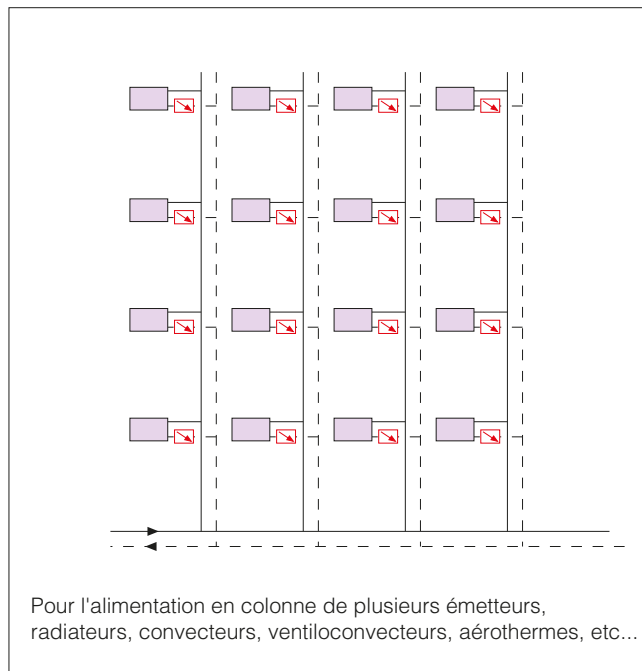 Pour l'alimentation en colonne de plusieurs émetteurs,
radiateurs, convecteurs, ventiloconvecteurs, aérothermes, etc...